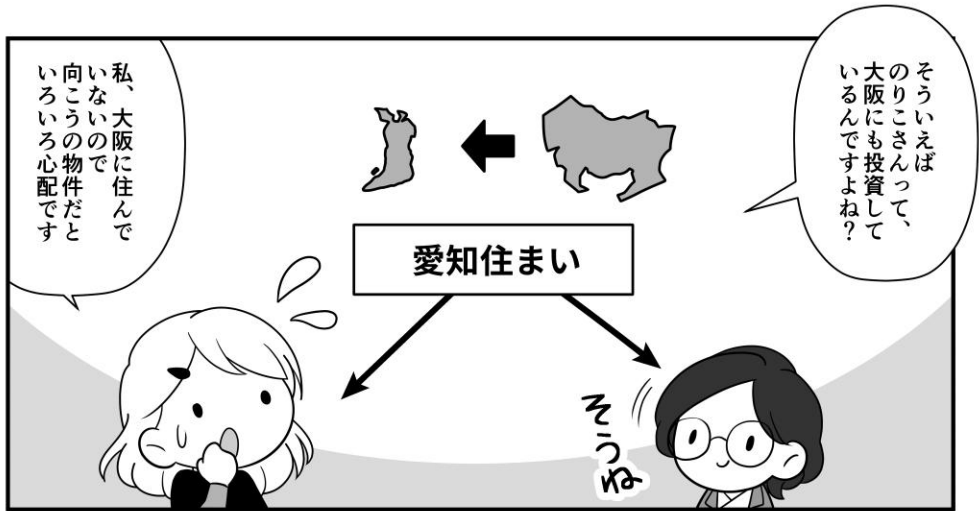 そういえば
のりこさんって、
大阪にも投資して
いるんですよね?
愛知住まい
そうね
私、大阪に住んで
いないので
向こうの物件だと
いろいろ心配です